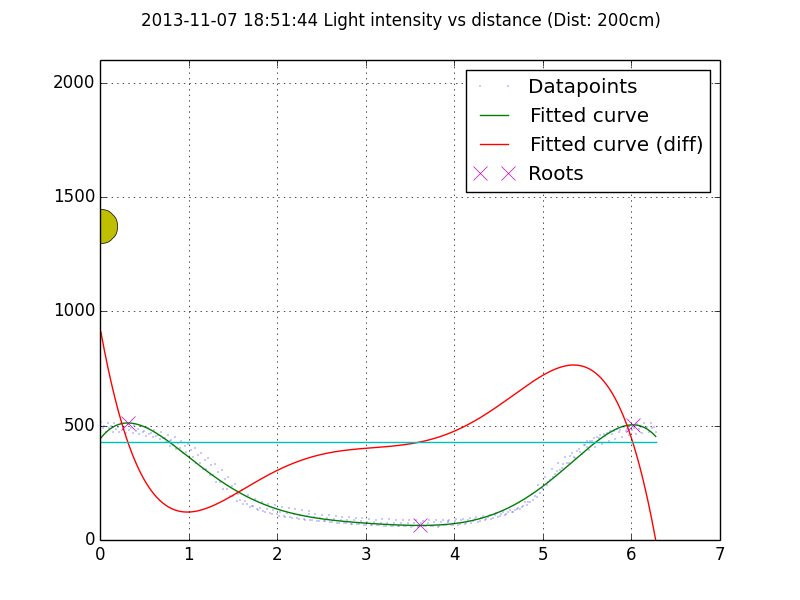 2013-11-07 18:51:44 Light intensity vs distance (Dist: 200cm)
Datapoints
Fitted curve
Fitted curve (diff)
Roots
2000
1500
1000
500
0
0 1 2 3 4 5 6 7